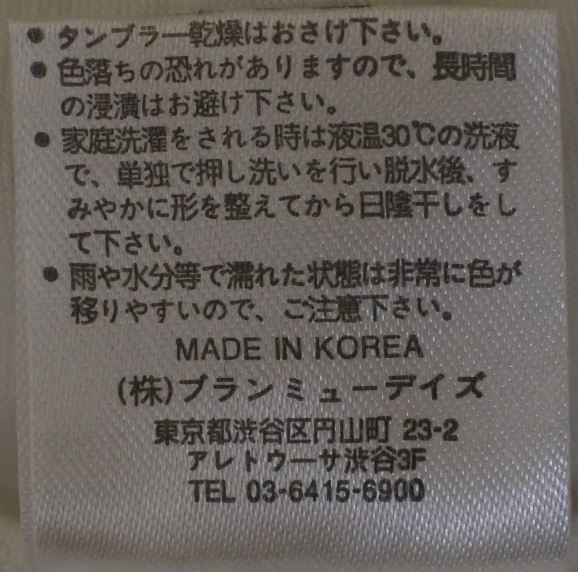 ● タンブラー乾燥はおさけ下さい。
● 色落ちの恐れがありますので、長時間
の浸漬はお避け下さい。
● 家庭洗濯をされる時は液温30℃の洗液
で、単独で押し洗いを行い脱水後、す
みやかに形を整えてから日陰干しをし
て下さい。
● 雨や水分等で濡れた状態は非常に色が
移りやすいので、ご注意下さい。
MADE IN KOREA
(株)ブランミューデイズ
東京都渋谷区円山町 23-2
アレトゥーサ渋谷3F
TEL 03-6415-6900